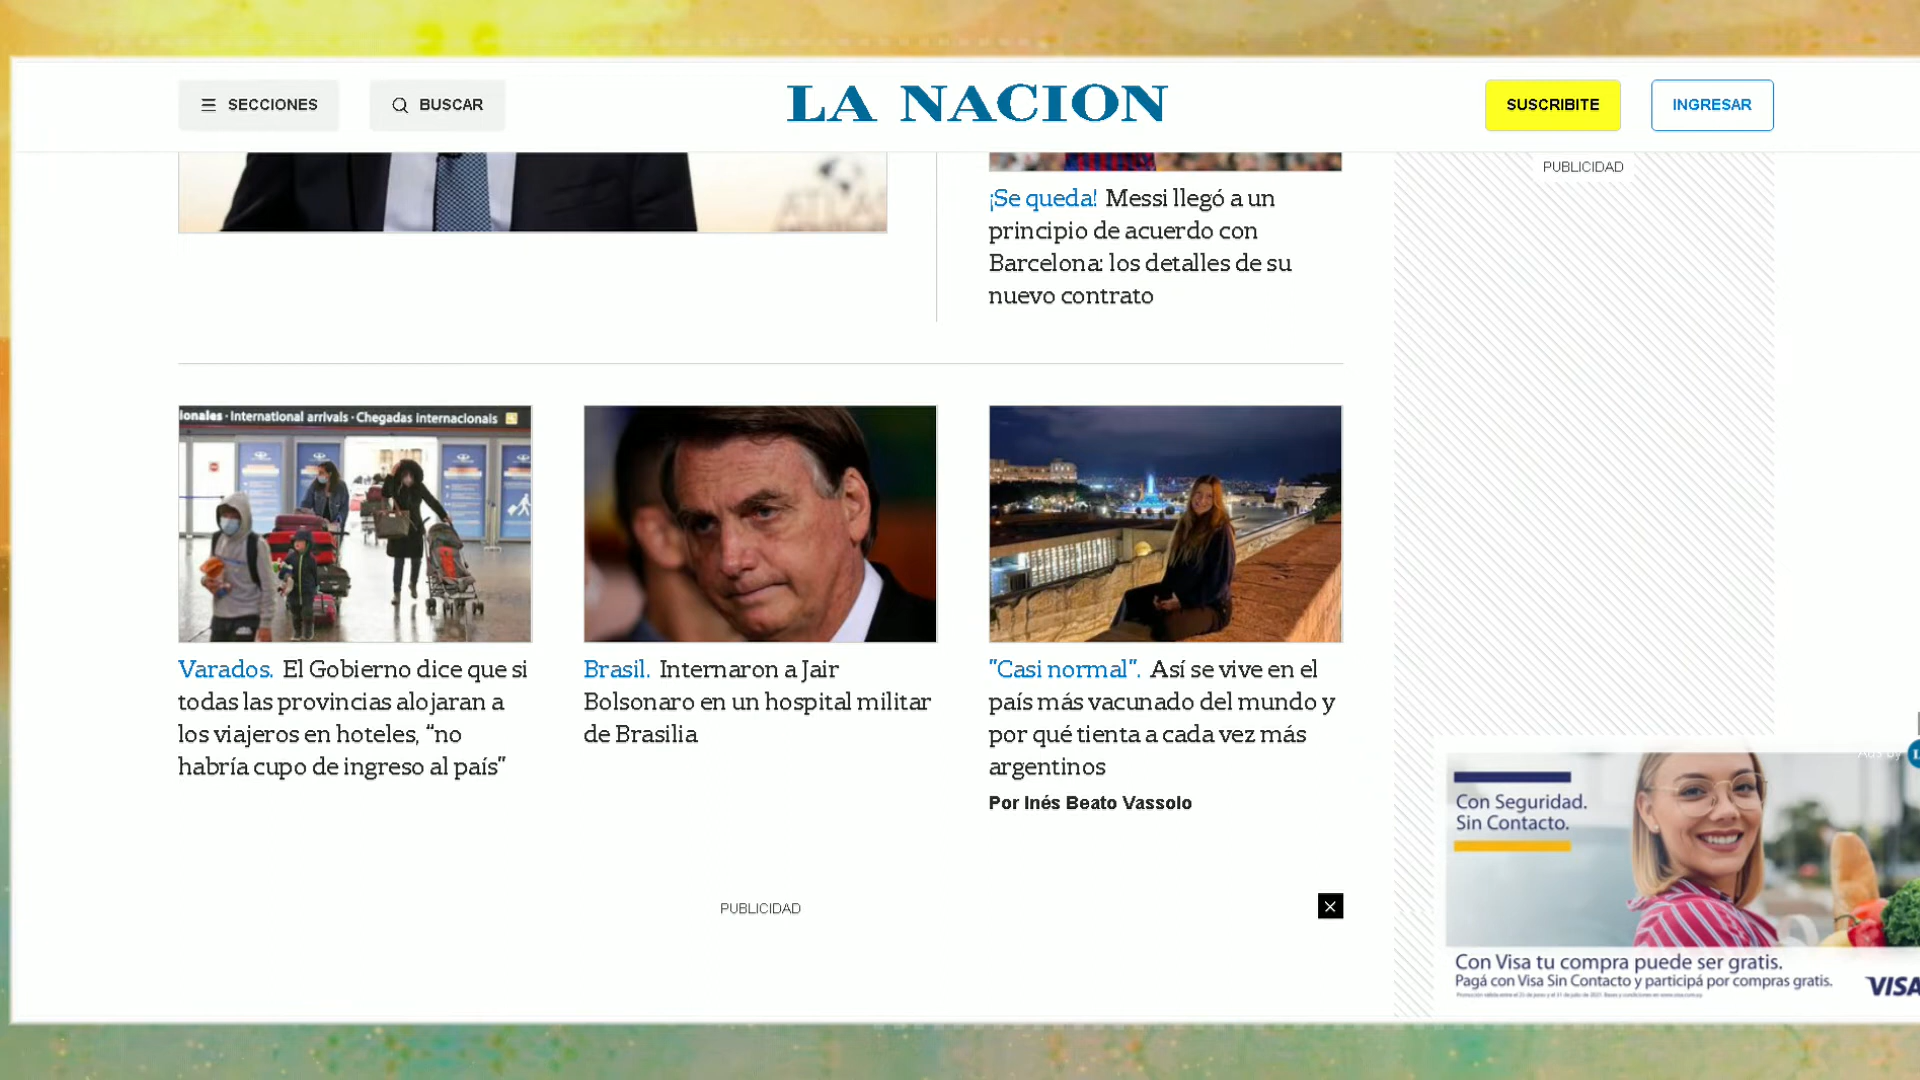 SECCIONES
BUSCAR
LA NACION
SUSCRIBITE
INGRESAR
PUBLICIDAD
ATLAS
¡Se queda! Messi llegó a un
principio de acuerdo con
Barcelona: los detalles de su
nuevo contrato
ionales · International arrivals · Chegadas internacionais
Varados. El Gobierno dice que si
todas las provincias alojaran a
los viajeros en hoteles, “no
habría cupo de ingreso al país”
Brasil. Internaron a Jair
Bolsonaro en un hospital militar
de Brasilia
"Casi normal". Así se vive en el
país más vacunado del mundo y
por qué tienta a cada vez más
argentinos
Por Inés Beato Vassolo
PUBLICIDAD
Ads by
Con Seguridad.
Sin Contacto.
Con Visa tu compra puede ser gratis.
Pagá con Visa Sin Contacto y participá por compras gratis.
VISA